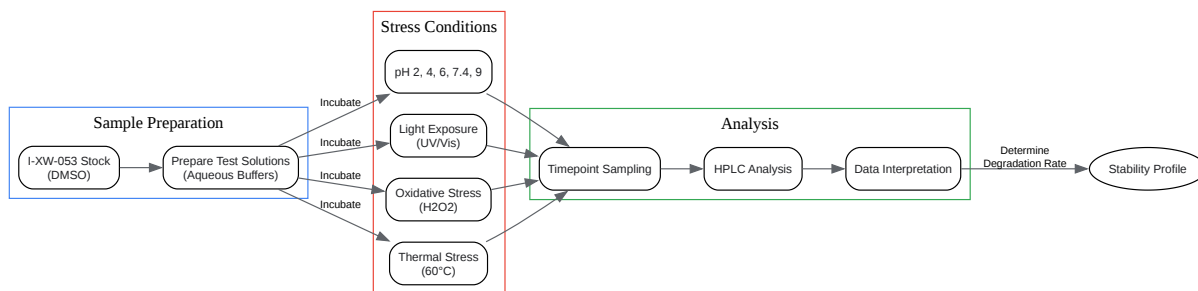 Sample Preparation
I-XW-053 Stock
(DMSO)
Prepare Test Solutions
(Aqueous Buffers)
Incubate
Incubate
Incubate
Incubate
Stress Conditions
pH 2, 4, 6, 7.4, 9
Light Exposure
(UV/Vis)
Oxidative Stress
(H2O2)
Thermal Stress
(60°C)
Analysis
Timepoint Sampling
HPLC Analysis
Data Interpretation
Determine
Degradation Rate
Stability Profile